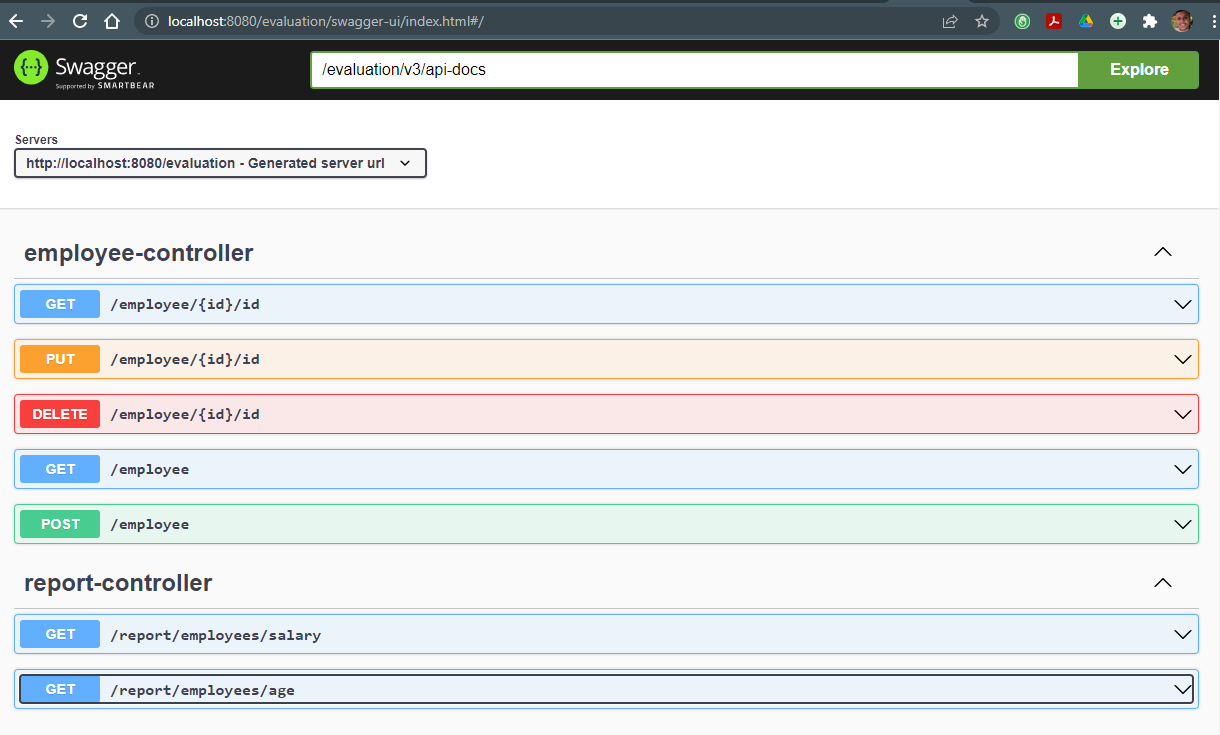 localhost:8080/evaluation/swagger-ui/index.html#/
Swagger.
Supported by SMARTBEAR
/evaluation/v3/api-docs
Explore
Servers
http://localhost:8080/evaluation - Generated server url
employee-controller
GET /employee/{id}/id
PUT /employee/{id}/id
DELETE /employee/{id}/id
GET /employee
POST /employee
report-controller
GET /report/employees/salary
GET /report/employees/age